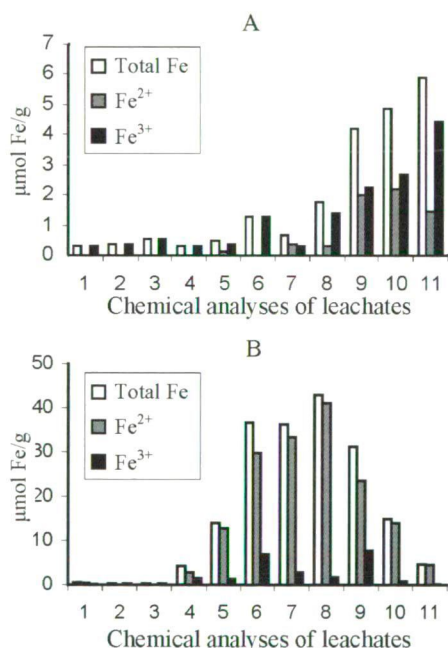 A
7
6
5
4
3
2
1
0
µmol Fe/g
Total Fe
Fe²⁺
Fe³⁺
1 2 3 4 5 6 7 8 9 10 11
Chemical analyses of leachates
B
50
40
30
20
10
0
µmol Fe/g
Total Fe
Fe²⁺
Fe³⁺
1 2 3 4 5 6 7 8 9 10 11
Chemical analyses of leachates